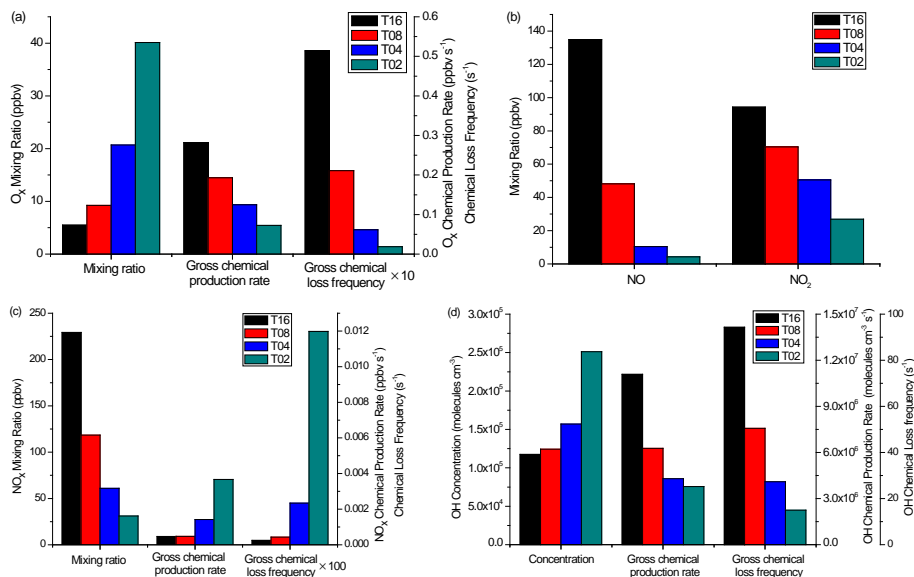 (a)
T16
T08
T04
T02
40
30
20
10
0
Oₓ Mixing Ratio (ppbv)
0.6
0.5
0.4
0.3
0.2
0.1
0.0
Oₓ Chemical Production Rate (ppbv s⁻¹)
Chemical Loss Frequency (s⁻¹)
Mixing ratio
Gross chemical
production rate
Gross chemical
loss frequency ×10
(b)
T16
T08
T04
T02
140
120
100
80
60
40
20
0
Mixing Ratio (ppbv)
NO
NO₂
(c)
T16
T08
T04
T02
250
200
150
100
50
0
NOₓ Mixing Ratio (ppbv)
0.012
0.010
0.008
0.006
0.004
0.002
0.000
NOₓ Chemical Production Rate (ppbv s⁻¹)
Chemical Loss Frequency (s⁻¹)
Mixing ratio
Gross chemical
production rate
Gross chemical
loss frequency ×100
(d)
T16
T08
T04
T02
3.0x10⁵
2.5x10⁵
3.0x10⁵
1.5x10⁵
1.0x10⁵
5.0x10⁴
0.0
OH Concentration (molecules cm⁻³)
1.5x10⁷
1.2x10⁷
9.0x10⁶
6.0x10⁶
3.0x10⁶
0.0
OH Chemical Production Rate (molecules cm⁻³ s⁻¹)
100
80
60
40
20
0
OH Chemical Loss Frequency (s⁻¹)
Concentration
Gross chemical
production rate
Gross chemical
loss frequency